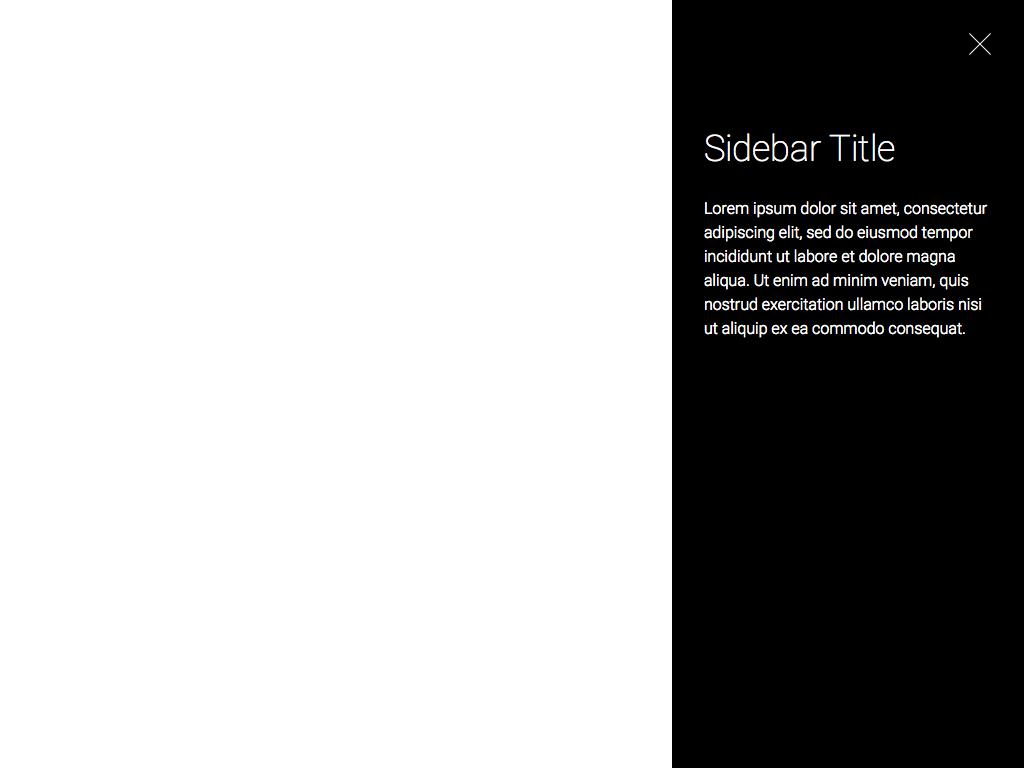 Sidebar Title
Lorem ipsum dolor sit amet, consectetur
adipiscing elit, sed do eiusmod tempor
incididunt ut labore et dolore magna
aliqua. Ut enim ad minim veniam, quis
nostrud exercitation ullamco laboris nisi
ut aliquip ex ea commodo consequat.